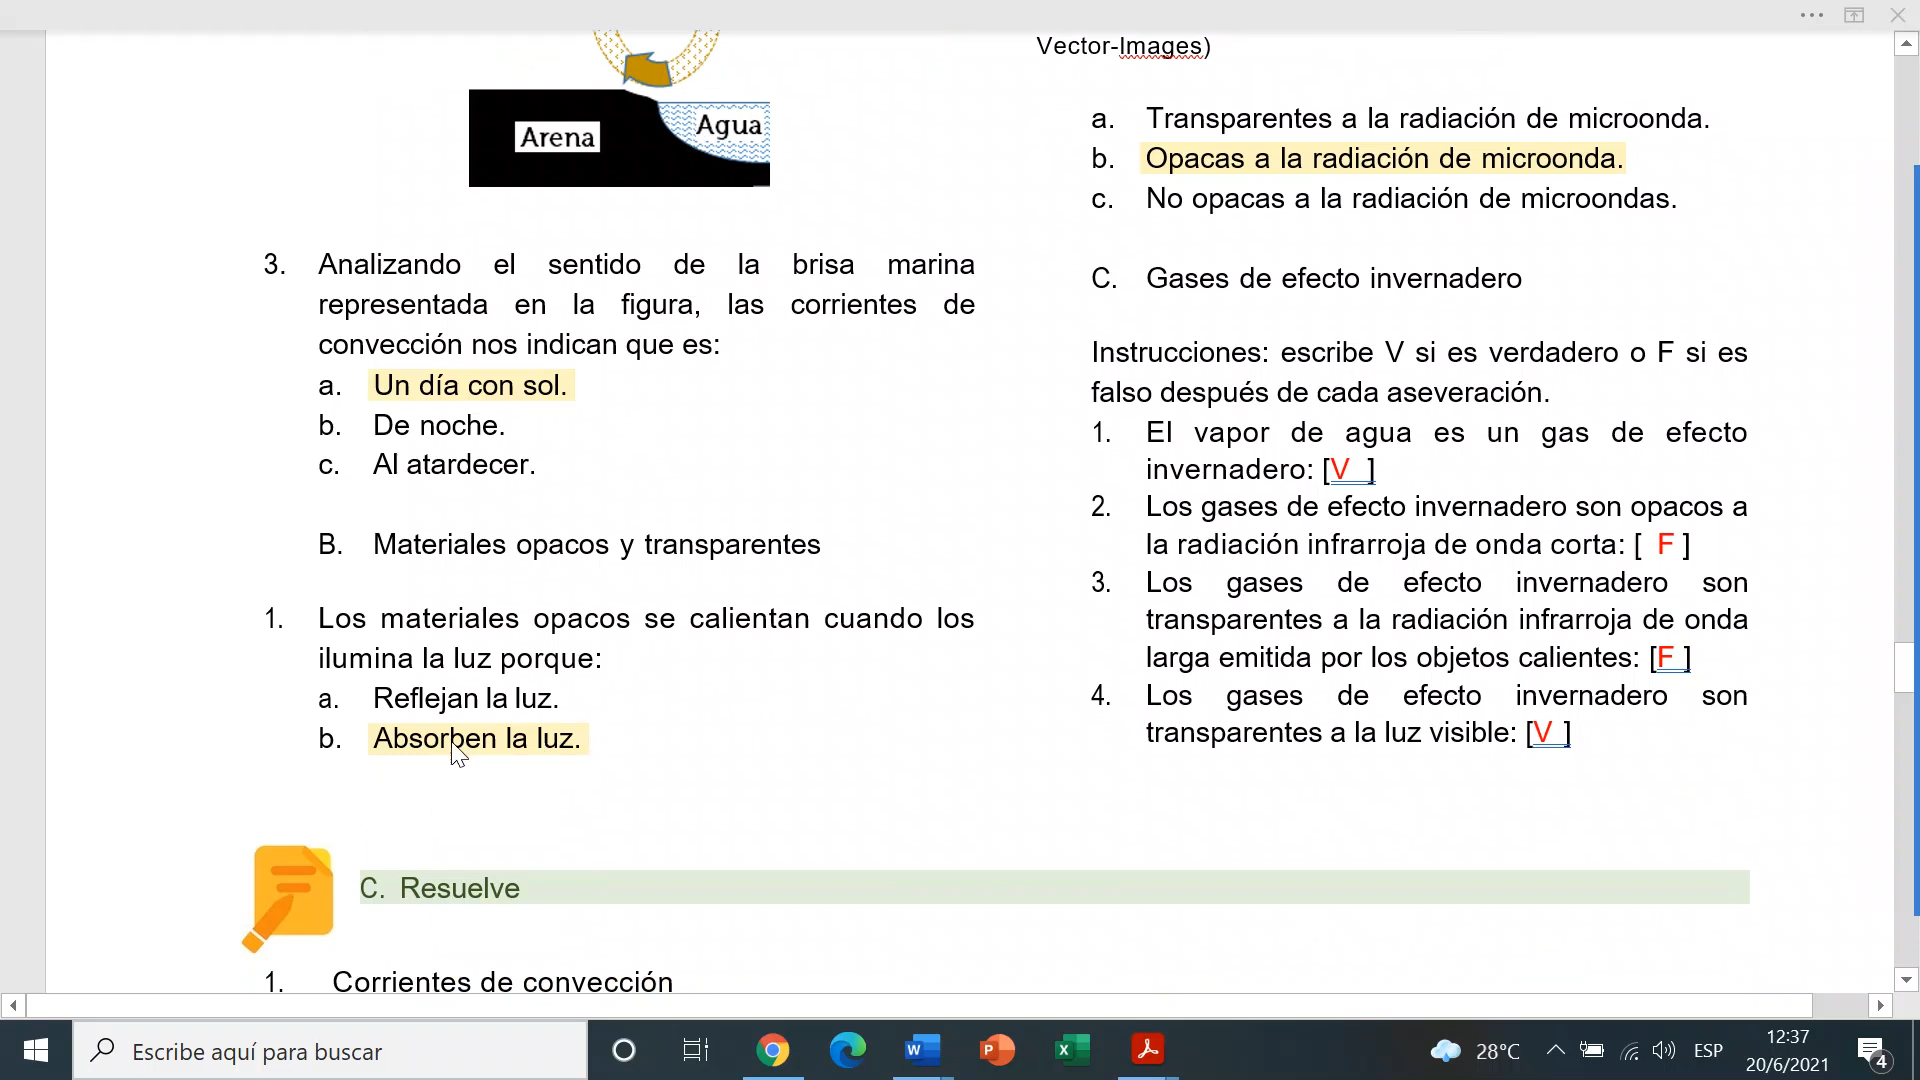 Arena
Agua
3. Analizando el sentido de la brisa marina
representada en la figura, las corrientes de
convección nos indican que es:
a. Un día con sol.
b. De noche.
c. Al atardecer.
B. Materiales opacos y transparentes
1. Los materiales opacos se calientan cuando los
ilumina la luz porque:
a. Reflejan la luz.
b. Absorben la luz.
Vector-Images)
a. Transparentes a la radiación de microonda.
b. Opacas a la radiación de microonda.
c. No opacas a la radiación de microondas.
C. Gases de efecto invernadero
Instrucciones: escribe V si es verdadero o F si es
falso después de cada aseveración.
1. El vapor de agua es un gas de efecto
invernadero: [V ]
2. Los gases de efecto invernadero son opacos a
la radiación infrarroja de onda corta: [ F ]
3. Los gases de efecto invernadero son
transparentes a la radiación infrarroja de onda
larga emitida por los objetos calientes: [F ]
4. Los gases de efecto invernadero son
transparentes a la luz visible: [V ]
C. Resuelve
1. Corrientes de convección
Escribe aquí para buscar
28°C
ESP
12:37
20/6/2021
4